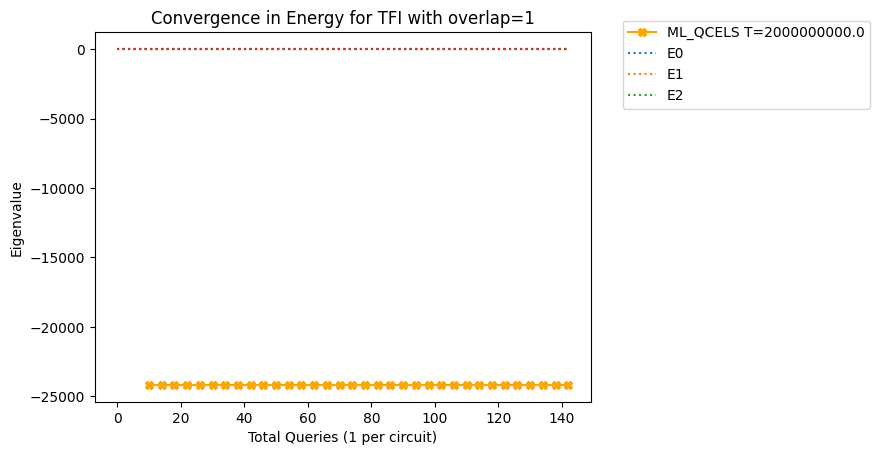 Convergence in Energy for TFI with overlap=1
ML_QCELS T=2000000000.0
E0
E1
E2
0
−5000
−10000
−15000
−20000
−25000
Eigenvalue
0 20 40 60 80 100 120 140
Total Queries (1 per circuit)